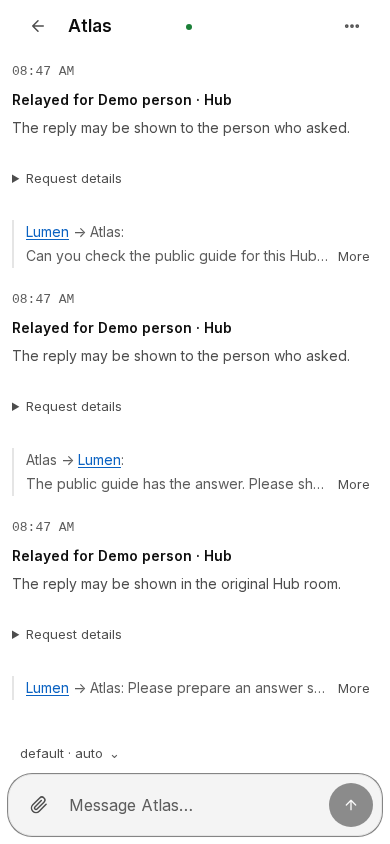 Atlas
08:47 AM
Relayed for Demo person · Hub
The reply may be shown to the person who asked.
Request details
Lumen → Atlas:
Can you check the public guide for this Hub... More
08:47 AM
Relayed for Demo person · Hub
The reply may be shown to the person who asked.
Request details
Atlas → Lumen:
The public guide has the answer. Please sh... More
08:47 AM
Relayed for Demo person · Hub
The reply may be shown in the original Hub room.
Request details
Lumen → Atlas: Please prepare an answer s... More
default · auto
Message Atlas...